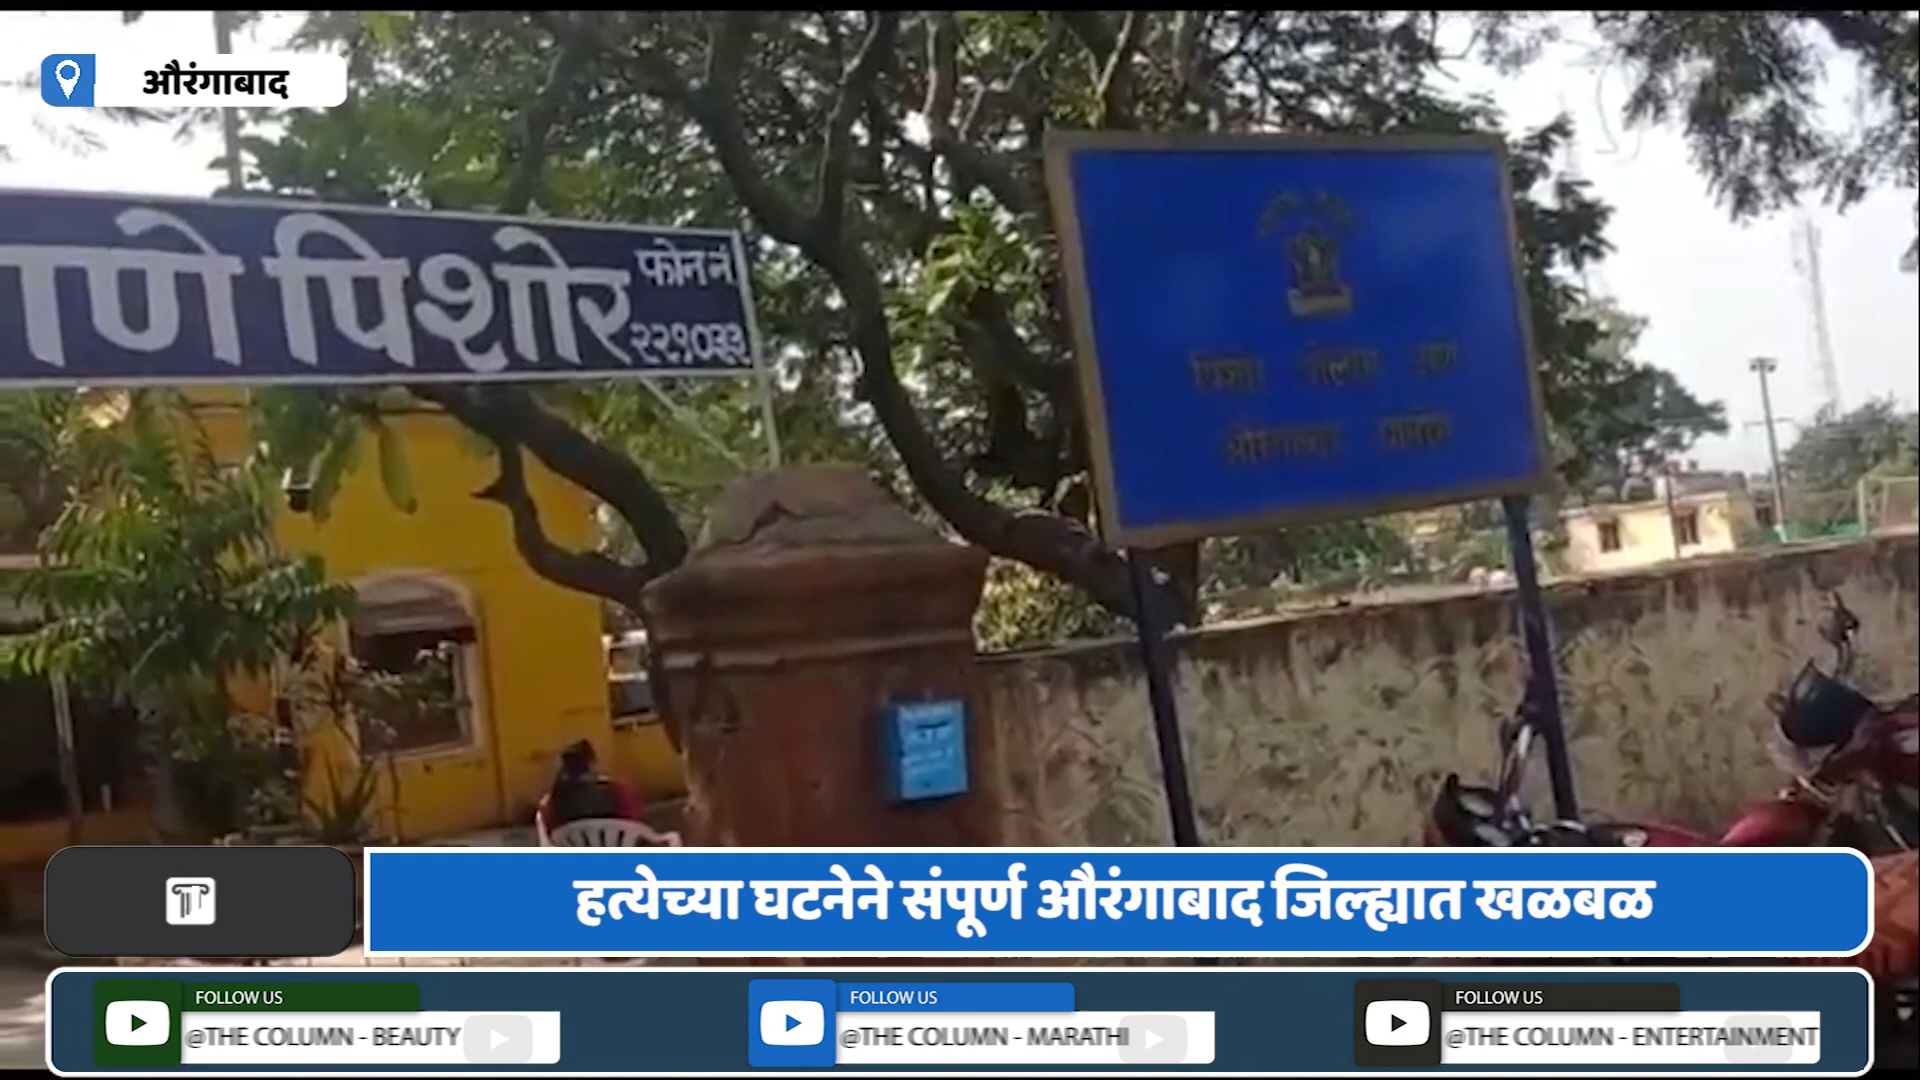 औरंगाबाद
ाणे पिशोर
फोन नं
२२१०३३
हत्येच्या घटनेने संपूर्ण औरंगाबाद जिल्ह्यात खळबळ
FOLLOW US
@THE COLUMN - BEAUTY
FOLLOW US
@THE COLUMN - MARATHI
FOLLOW US
@THE COLUMN - ENTERTAINMENT